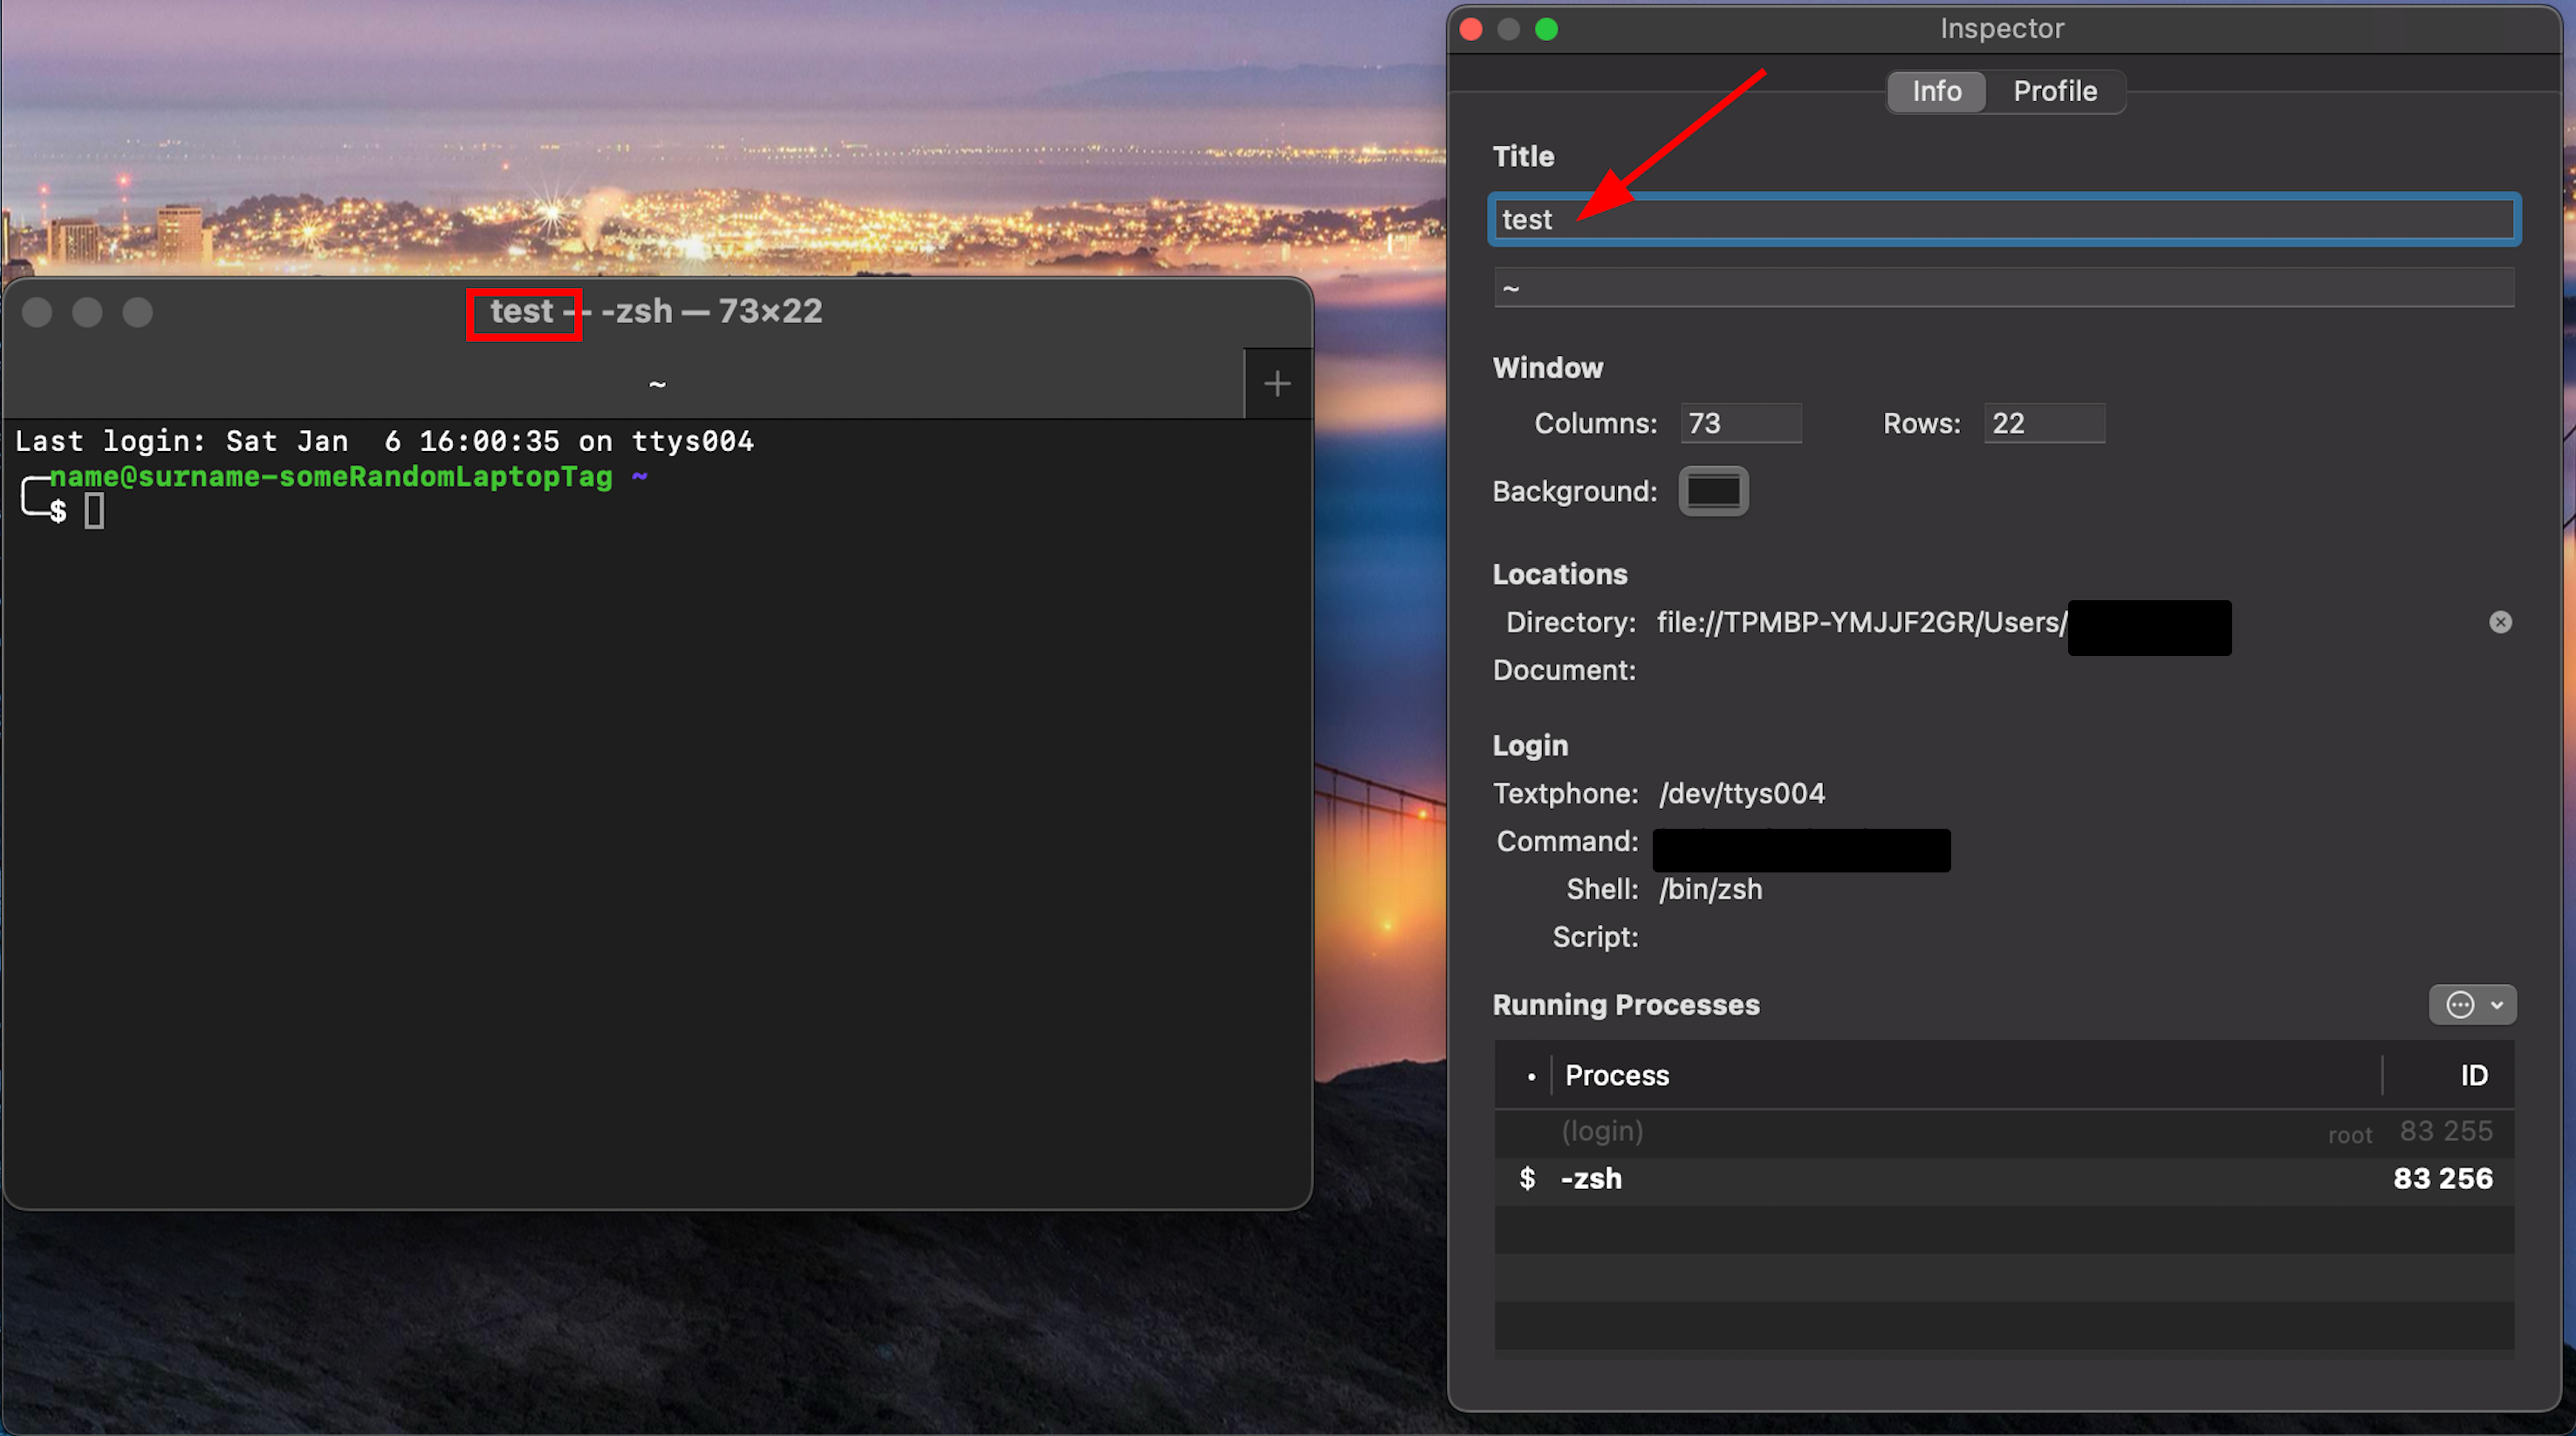 test — -zsh — 73×22
~
+
Last login: Sat Jan  6 16:00:35 on ttys004
name@surname-someRandomLaptopTag ~
$
Inspector
Info Profile
Title
test
~
Window
Columns: 73 Rows: 22
Background:
Locations
Directory: file://TPMBP-YMJJF2GR/Users/
Document:
Login
Textphone: /dev/ttys004
Command:
Shell: /bin/zsh
Script:
Running Processes
• Process ID
(login) root 83 255
$ -zsh 83 256